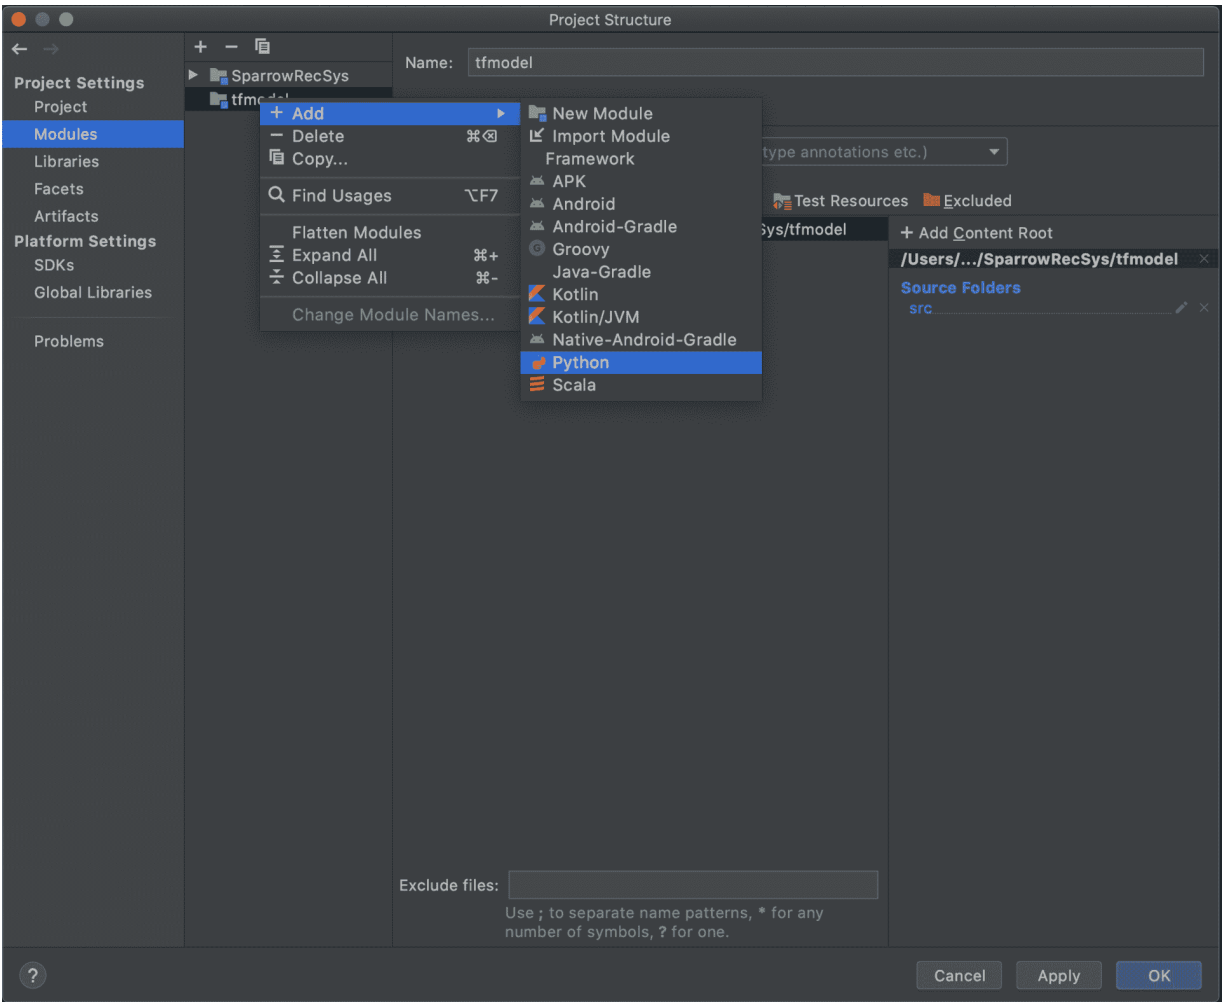 Project Structure
Project Settings
Project
Modules
Libraries
Facets
Artifacts
Platform Settings
SDKs
Global Libraries
Problems
SparrowRecSys
Name: tfmodel
Add
Delete ⌘⌫
Copy...
Find Usages ⌥F7
Flatten Modules
Expand All ⌘+
Collapse All ⌘-
Change Module Names...
New Module
Import Module
Framework
APK
Android
Android-Gradle
Groovy
Java-Gradle
Kotlin
Kotlin/JVM
Native-Android-Gradle
Python
Scala
type annotations etc.)
Test Resources Excluded
Sys/tfmodel
+ Add Content Root
/Users/.../SparrowRecSys/tfmodel
Source Folders
src
Exclude files:
Use ; to separate name patterns, * for any
number of symbols, ? for one.
?
Cancel Apply OK